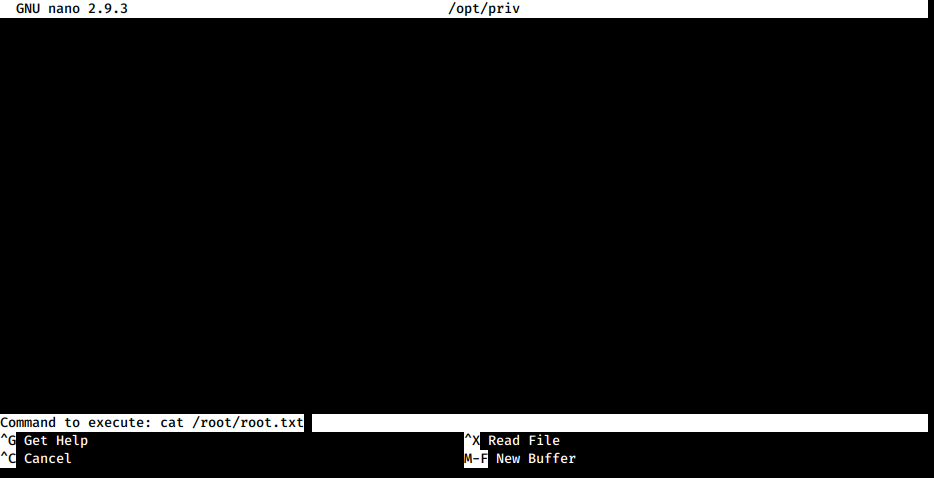 GNU nano 2.9.3 /opt/priv
Command to execute: cat /root/root.txt
^G Get Help ^X Read File
^C Cancel M-F New Buffer